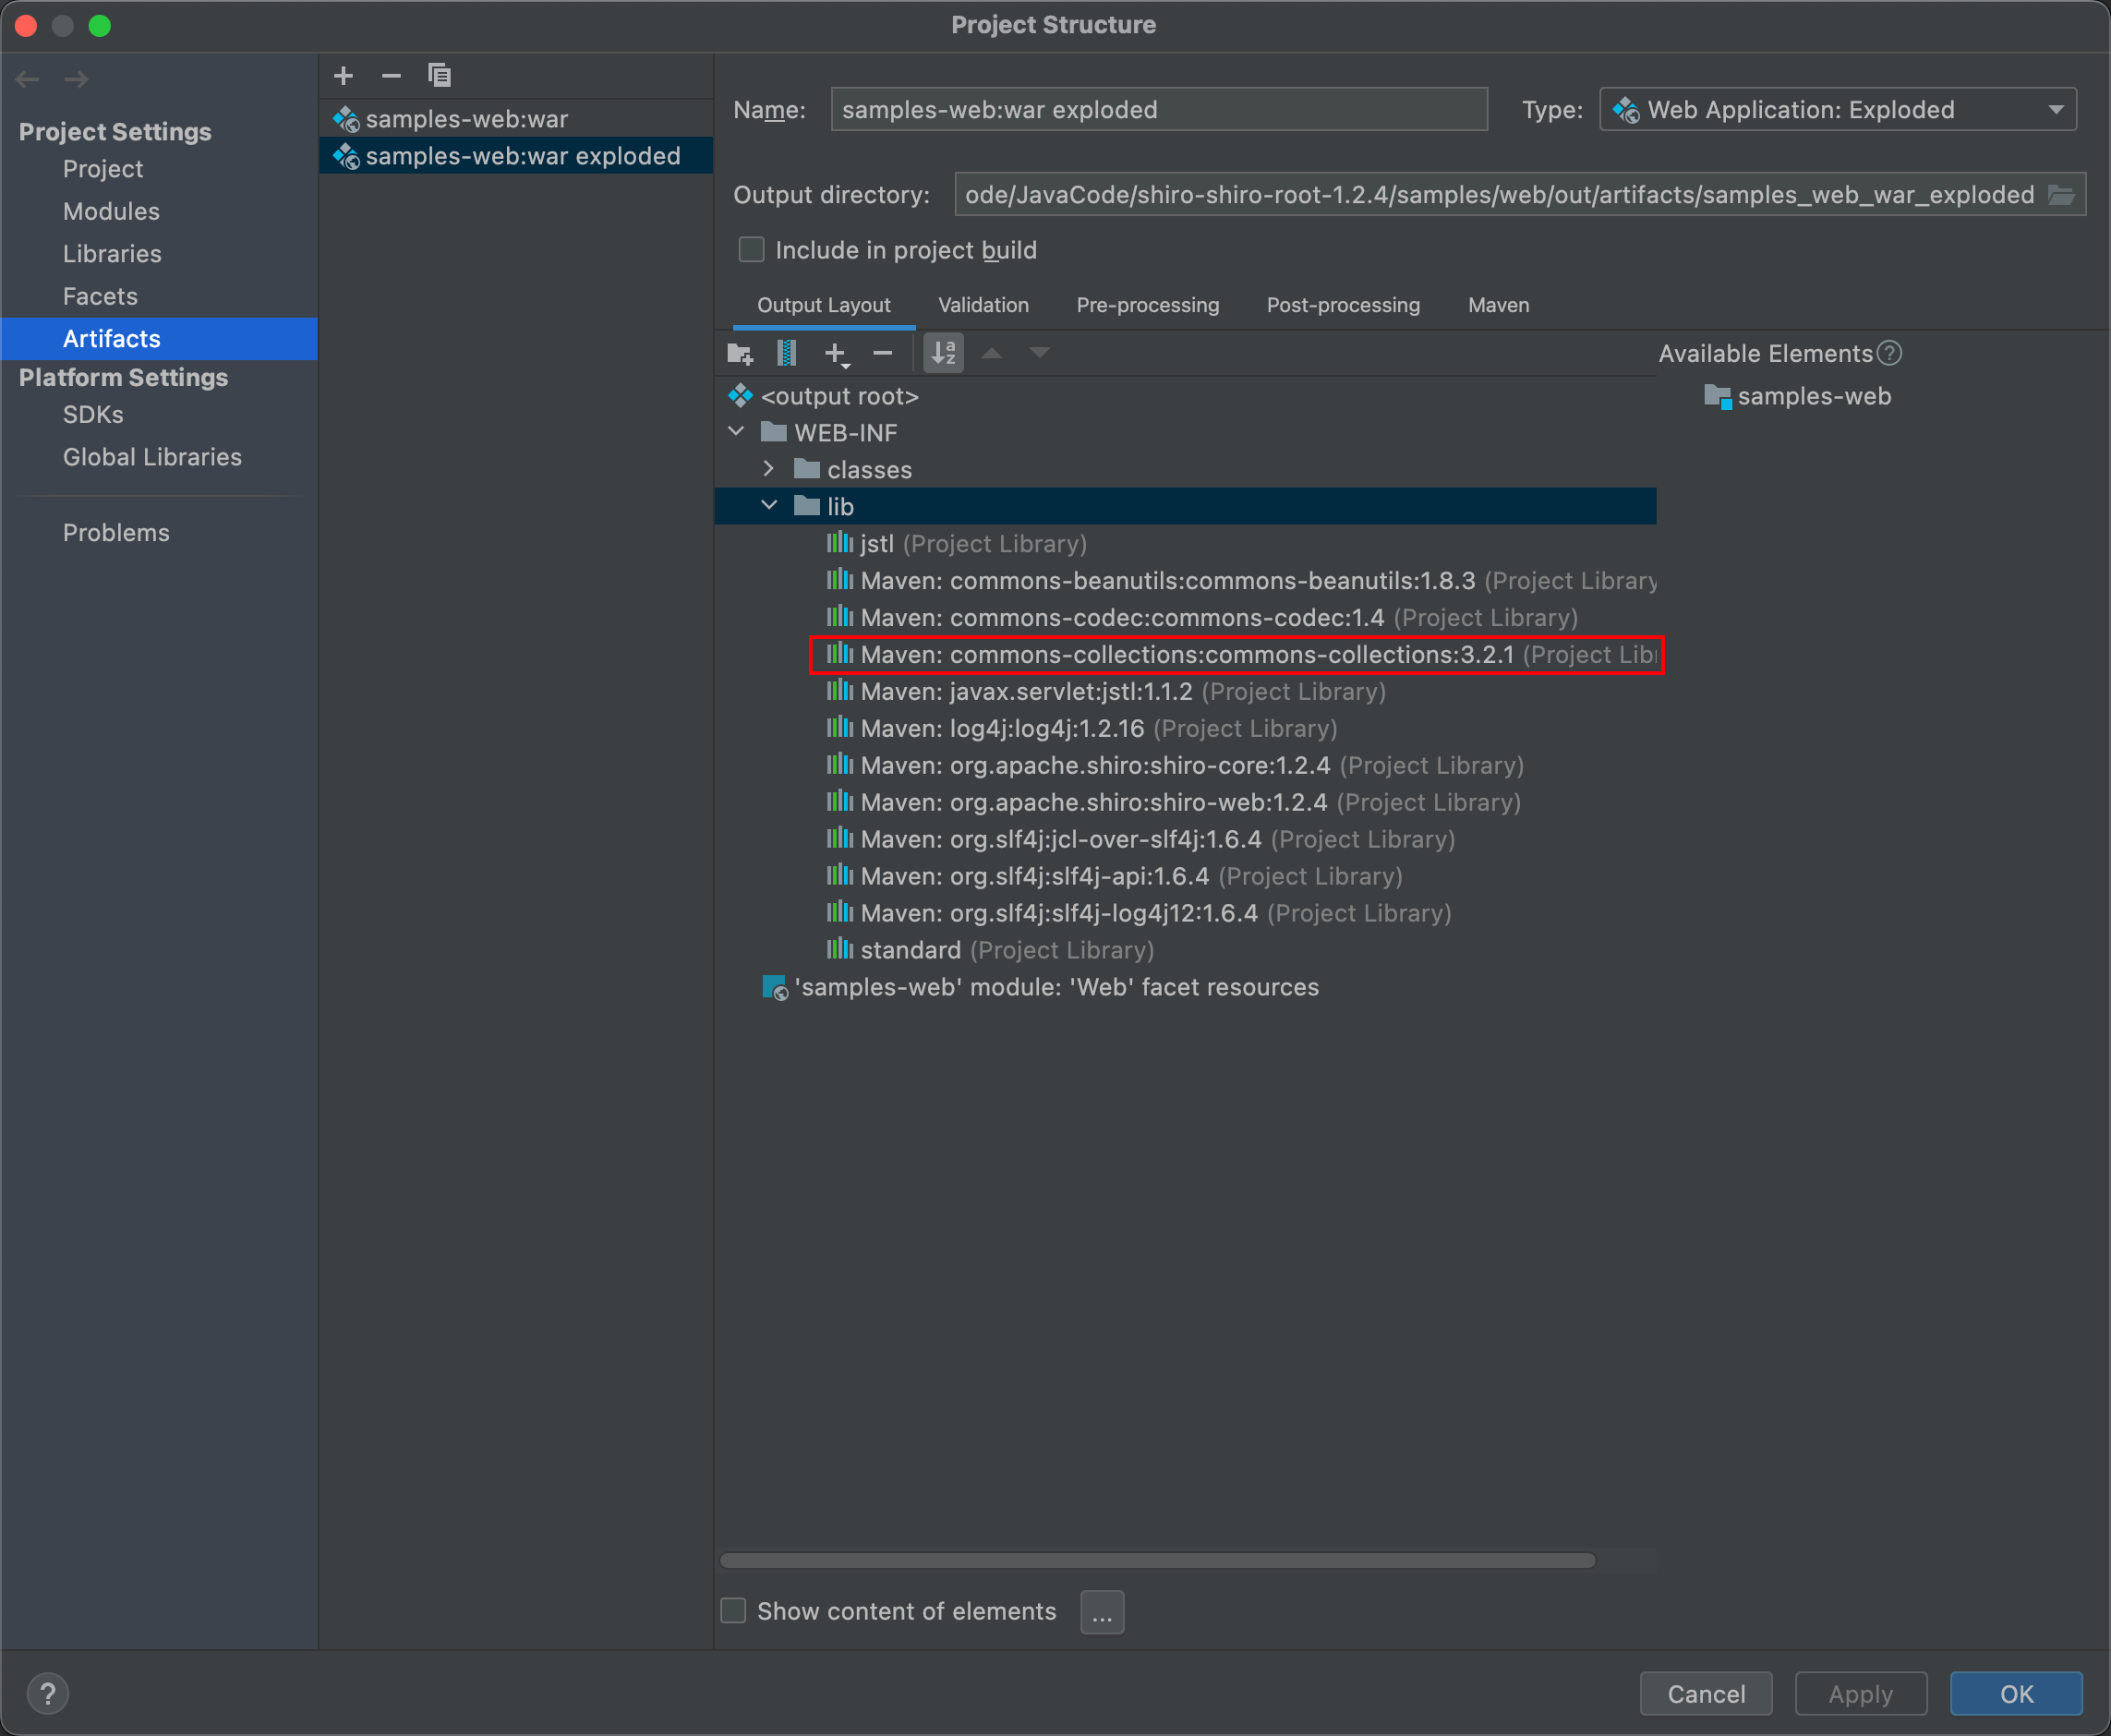 Project Structure
Project Settings
Project
Modules
Libraries
Facets
Artifacts
Platform Settings
SDKs
Global Libraries
Problems
samples-web:war
samples-web:war exploded
Name: samples-web:war exploded
Type: Web Application: Exploded
Output directory: ode/JavaCode/shiro-shiro-root-1.2.4/samples/web/out/artifacts/samples_web_war_exploded
Include in project build
Output Layout Validation Pre-processing Post-processing Maven
Available Elements ?
samples-web
<output root>
WEB-INF
classes
lib
jstl (Project Library)
Maven: commons-beanutils:commons-beanutils:1.8.3 (Project Library
Maven: commons-codec:commons-codec:1.4 (Project Library)
Maven: commons-collections:commons-collections:3.2.1 (Project Lib
Maven: javax.servlet:jstl:1.1.2 (Project Library)
Maven: log4j:log4j:1.2.16 (Project Library)
Maven: org.apache.shiro:shiro-core:1.2.4 (Project Library)
Maven: org.apache.shiro:shiro-web:1.2.4 (Project Library)
Maven: org.slf4j:jcl-over-slf4j:1.6.4 (Project Library)
Maven: org.slf4j:slf4j-api:1.6.4 (Project Library)
Maven: org.slf4j:slf4j-log4j12:1.6.4 (Project Library)
standard (Project Library)
'samples-web' module: 'Web' facet resources
Show content of elements ...
? Cancel Apply OK